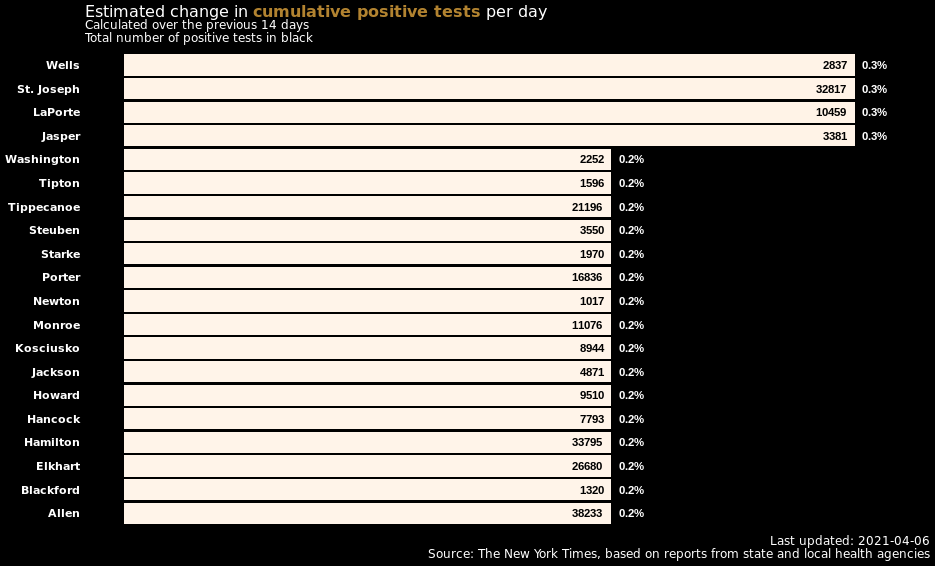 Estimated change in cumulative positive tests per day
Calculated over the previous 14 days
Total number of positive tests in black
Wells 2837 0.3%
St. Joseph 32817 0.3%
LaPorte 10459 0.3%
Jasper 3381 0.3%
Washington 2252 0.2%
Tipton 1596 0.2%
Tippecanoe 21196 0.2%
Steuben 3550 0.2%
Starke 1970 0.2%
Porter 16836 0.2%
Newton 1017 0.2%
Monroe 11076 0.2%
Kosciusko 8944 0.2%
Jackson 4871 0.2%
Howard 9510 0.2%
Hancock 7793 0.2%
Hamilton 33795 0.2%
Elkhart 26680 0.2%
Blackford 1320 0.2%
Allen 38233 0.2%
Last updated: 2021-04-06
Source: The New York Times, based on reports from state and local health agencies